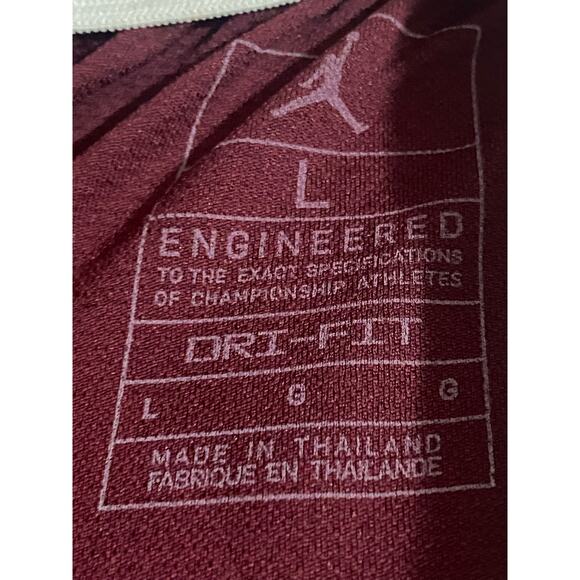 L
ENGINEERED
TO THE EXACT SPECIFICATIONS
OF CHAMPIONSHIP ATHLETES
DRI-FIT
L G G
MADE IN THAILAND
FABRIQUE EN THAILANDE